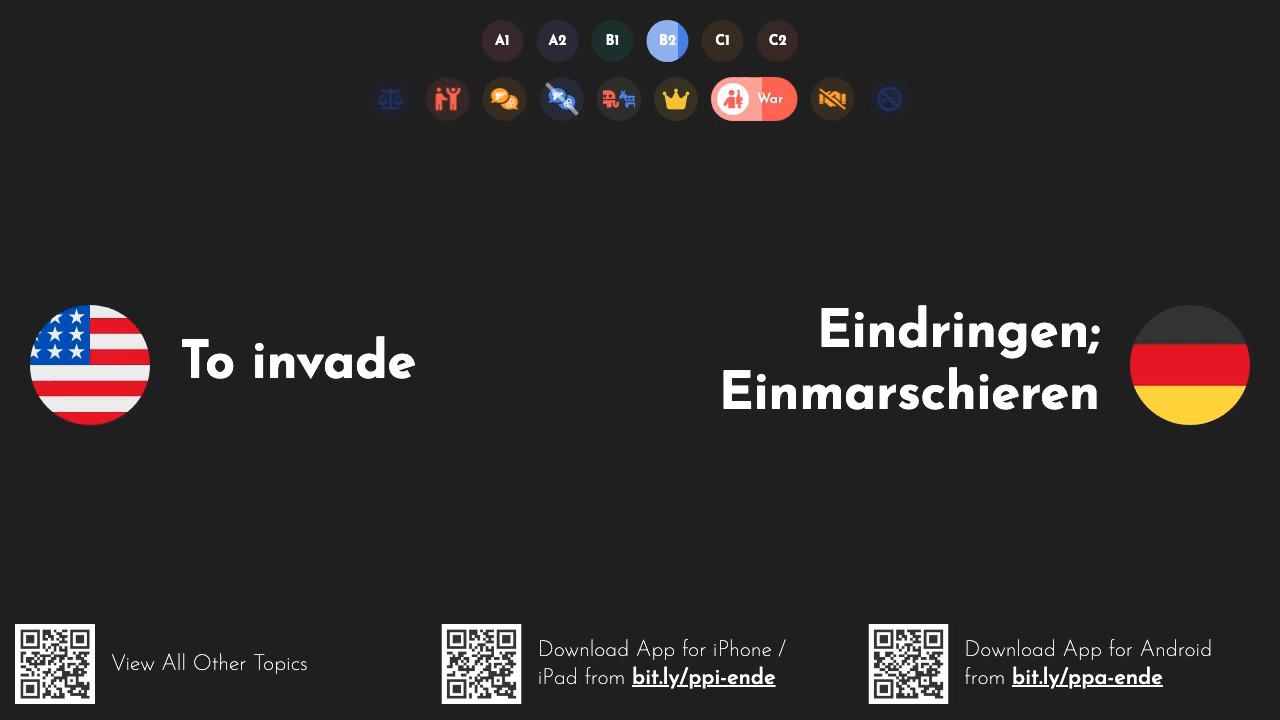 A1 A2 B1 B2 C1 C2
War
To invade
Eindringen;
Einmarschieren
View All Other Topics
Download App for iPhone /
iPad from bit.ly/ppi-ende
Download App for Android
from bit.ly/ppa-ende